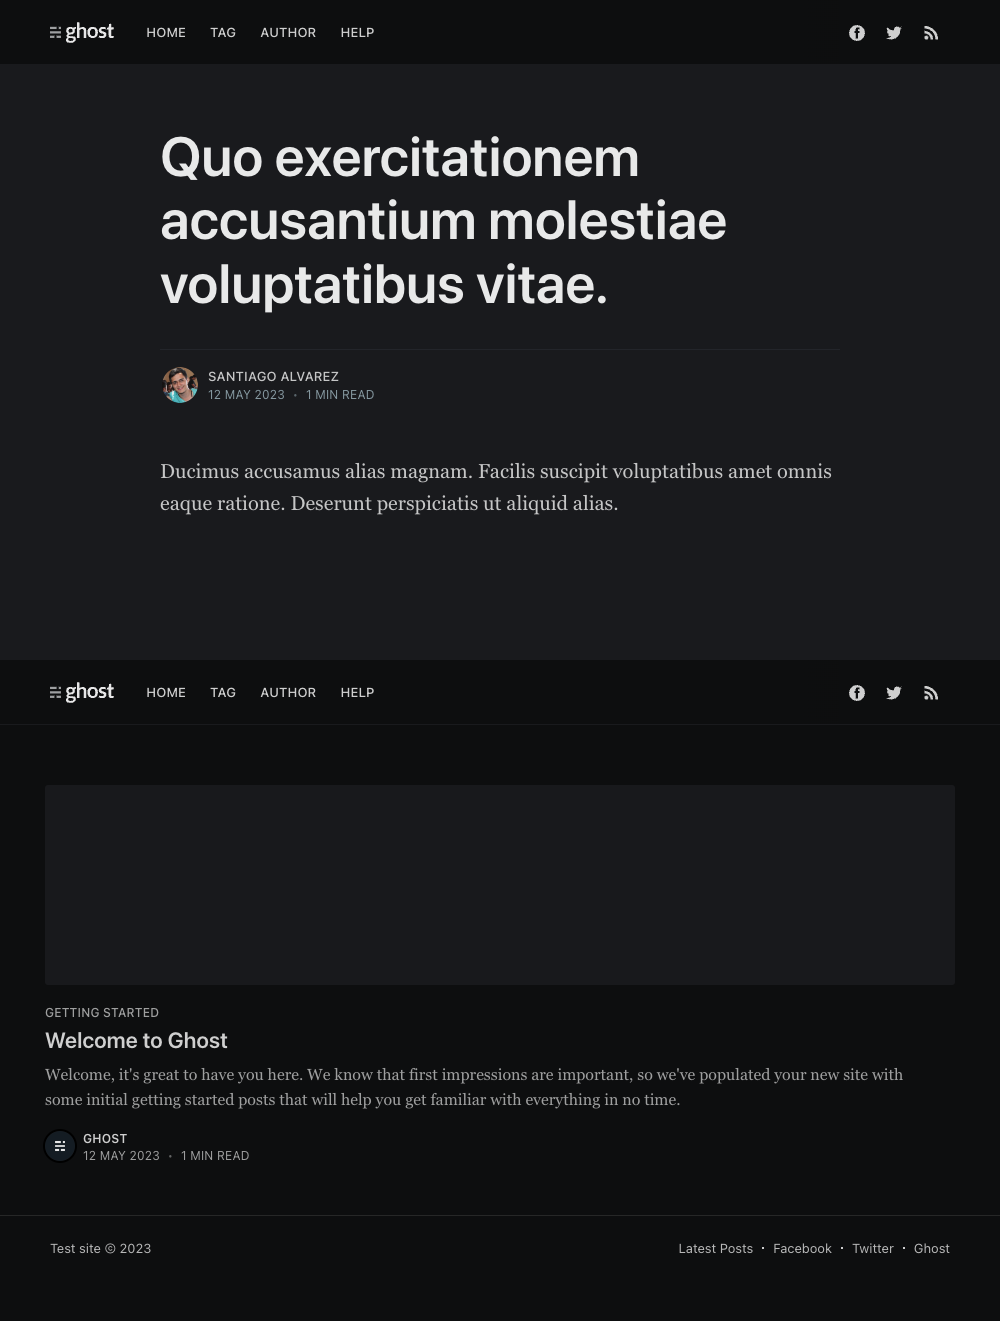 ghost HOME TAG AUTHOR HELP
Quo exercitationem
accusantium molestiae
voluptatibus vitae.
SANTIAGO ALVAREZ
12 MAY 2023 • 1 MIN READ
Ducimus accusamus alias magnam. Facilis suscipit voluptatibus amet omnis
eaque ratione. Deserunt perspiciatis ut aliquid alias.
ghost HOME TAG AUTHOR HELP
GETTING STARTED
Welcome to Ghost
Welcome, it's great to have you here. We know that first impressions are important, so we've populated your new site with
some initial getting started posts that will help you get familiar with everything in no time.
GHOST
12 MAY 2023 • 1 MIN READ
Test site © 2023 Latest Posts • Facebook • Twitter • Ghost